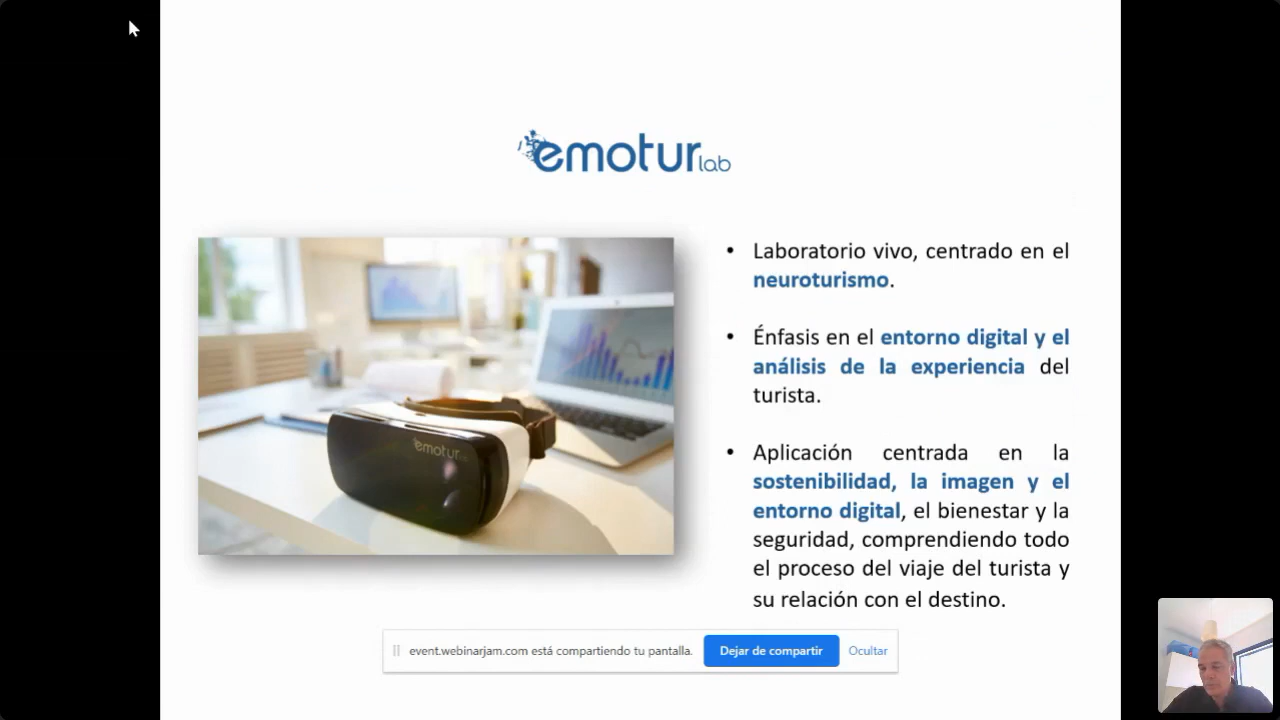 emoturlab
• Laboratorio vivo, centrado en el
neuroturismo.
• Énfasis en el entorno digital y el
análisis de la experiencia del
turista.
• Aplicación centrada en la
sostenibilidad, la imagen y el
entorno digital, el bienestar y la
seguridad, comprendiendo todo
el proceso del viaje del turista y
su relación con el destino.
emotur
event.webinarjam.com está compartiendo tu pantalla. Dejar de compartir Ocultar